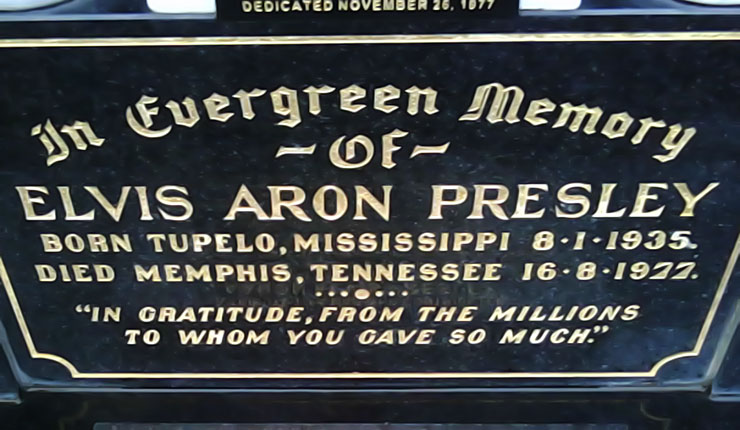 DEDICATED NOVEMBER 26, 1977
In Evergreen Memory
~OF~
ELVIS ARON PRESLEY
BORN TUPELO, MISSISSIPPI 8·1·1935.
DIED MEMPHIS, TENNESSEE 16·8·1977.
"IN GRATITUDE, FROM THE MILLIONS
TO WHOM YOU GAVE SO MUCH."